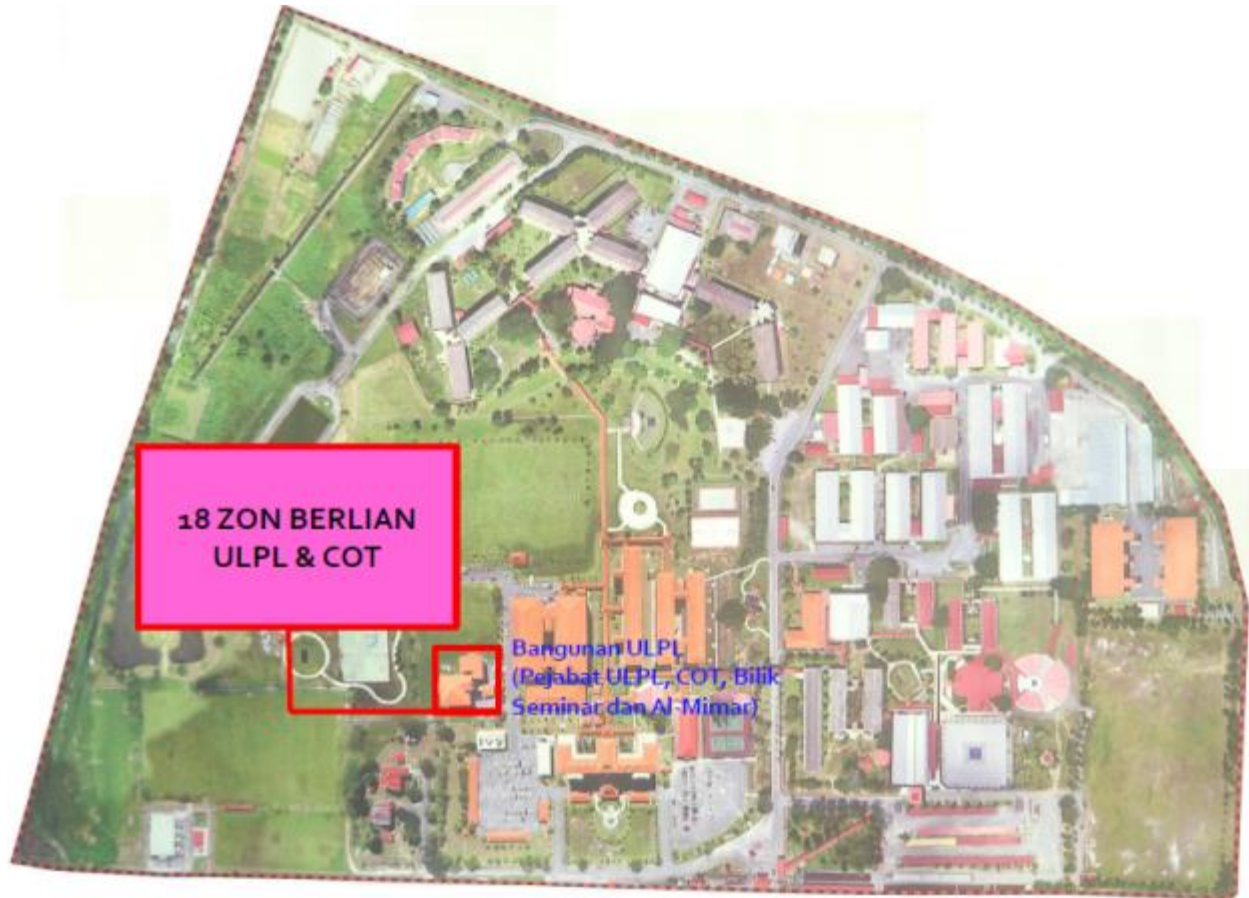 18 ZON BERLIAN
ULPL & COT
Bangunan ULPL
(Pejabat ULPL, COT, Bilik
Seminar dan Al-Mimar)